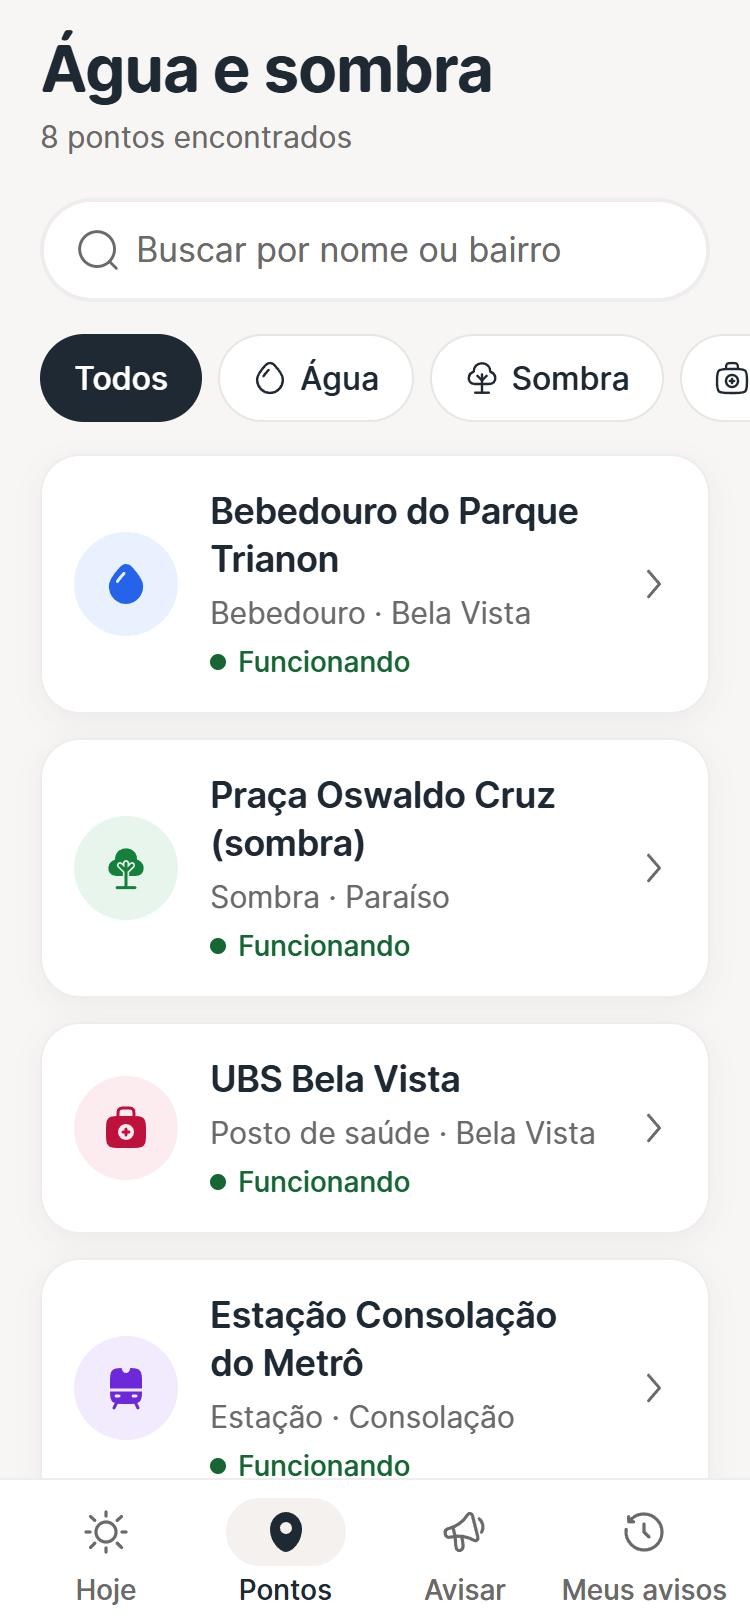 Água e sombra
8 pontos encontrados
Buscar por nome ou bairro
Todos
Água
Sombra
Bebedouro do Parque
Trianon
Bebedouro · Bela Vista
Funcionando
Praça Oswaldo Cruz
(sombra)
Sombra · Paraíso
Funcionando
UBS Bela Vista
Posto de saúde · Bela Vista
Funcionando
Estação Consolação
do Metrô
Estação · Consolação
Funcionando
Hoje
Pontos
Avisar
Meus avisos